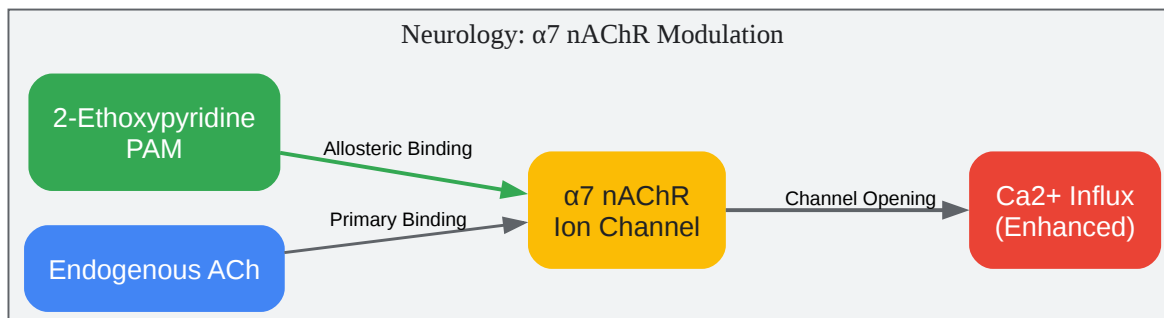 Neurology: α7 nAChR Modulation
2-Ethoxypyridine
PAM
Allosteric Binding
Primary Binding
Endogenous ACh
α7 nAChR
Ion Channel
Channel Opening
Ca2+ Influx
(Enhanced)